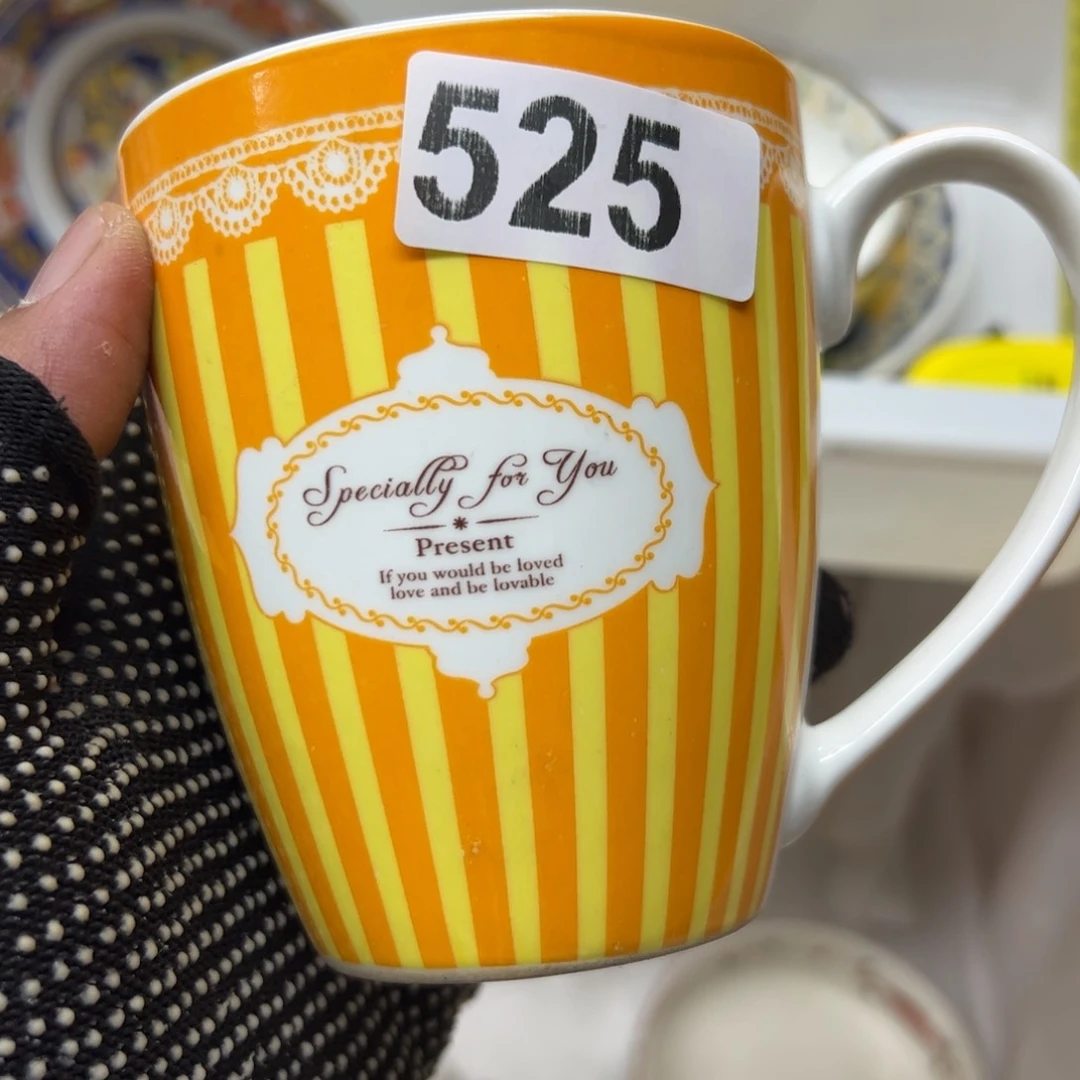 525
Specially for You
Present
If you would be loved
love and be lovable